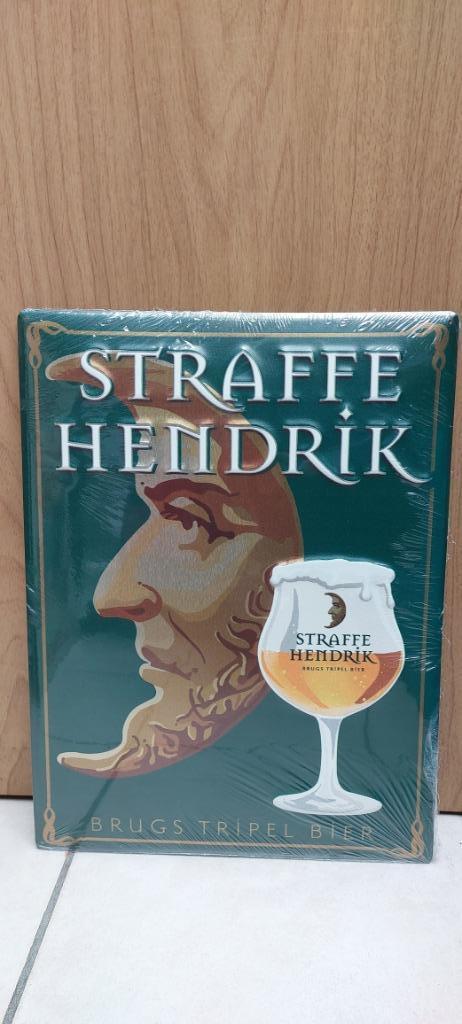 STRAFFE
HENDRIK
STRAFFE
HENDRIK
BRUGS TRIPEL BIER
BRUGS TRIPEL BIER